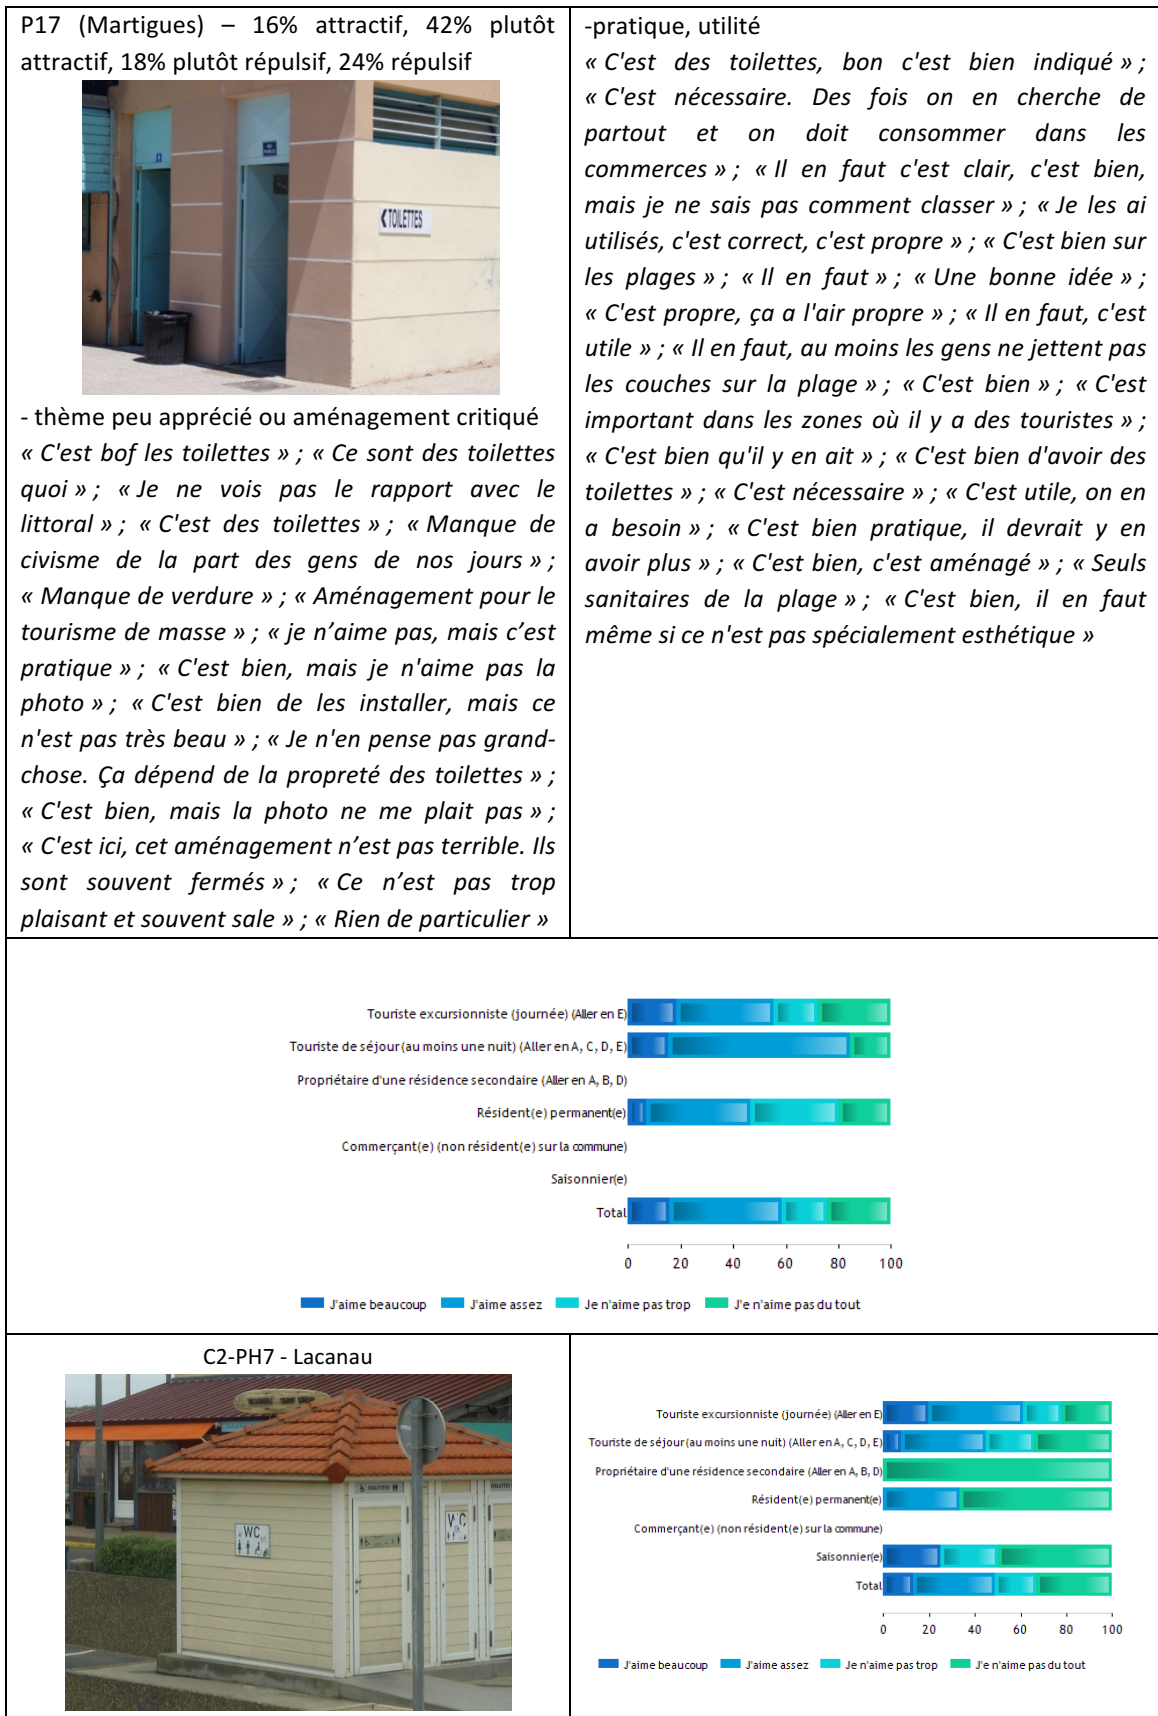 P17 (Martigues) – 16% attractif, 42% plutôt
attractif, 18% plutôt répulsif, 24% répulsif
TOILETTES
- thème peu apprécié ou aménagement critiqué
« C'est bof les toilettes » ; « Ce sont des toilettes
quoi » ; « Je ne vois pas le rapport avec le
littoral » ; « C'est des toilettes » ; « Manque de
civisme de la part des gens de nos jours » ;
« Manque de verdure » ; « Aménagement pour le
tourisme de masse » ; « je n’aime pas, mais c’est
pratique » ; « C'est bien, mais je n'aime pas la
photo » ; « C'est bien de les installer, mais ce
n'est pas très beau » ; « Je n'en pense pas grand-
chose. Ça dépend de la propreté des toilettes » ;
« C'est bien, mais la photo ne me plait pas » ;
« C'est ici, cet aménagement n’est pas terrible. Ils
sont souvent fermés » ; « Ce n’est pas trop
plaisant et souvent sale » ; « Rien de particulier »
-pratique, utilité
« C'est des toilettes, bon c'est bien indiqué » ;
« C'est nécessaire. Des fois on en cherche de
partout et on doit consommer dans les
commerces » ; « Il en faut c'est clair, c'est bien,
mais je ne sais pas comment classer » ; « Je les ai
utilisés, c'est correct, c'est propre » ; « C'est bien sur
les plages » ; « Il en faut » ; « Une bonne idée » ;
« C'est propre, ça a l'air propre » ; « Il en faut, c'est
utile » ; « Il en faut, au moins les gens ne jettent pas
les couches sur la plage » ; « C'est bien » ; « C'est
important dans les zones où il y a des touristes » ;
« C'est bien qu'il y en ait » ; « C'est bien d'avoir des
toilettes » ; « C'est nécessaire » ; « C'est utile, on en
a besoin » ; « C'est bien pratique, il devrait y en
avoir plus » ; « C'est bien, c'est aménagé » ; « Seuls
sanitaires de la plage » ; « C'est bien, il en faut
même si ce n'est pas spécialement esthétique »
Touriste excursionniste (journée) (Aller en E)
Touriste de séjour (au moins une nuit) (Aller en A, C, D, E)
Propriétaire d'une résidence secondaire (Aller en A, B, D)
Résident(e) permanent(e)
Commerçant(e) (non résident(e) sur la commune)
Saisonnier(e)
Total
0 20 40 60 80 100
J'aime beaucoup J'aime assez Je n'aime pas trop J'e n'aime pas du tout
C2-PH7 - Lacanau
TOILETTES
WC
WC
Touriste excursionniste (journée) (Aller en E)
Touriste de séjour (au moins une nuit) (Aller en A, C, D, E)
Propriétaire d'une résidence secondaire (Aller en A, B, D)
Résident(e) permanent(e)
Commerçant(e) (non résident(e) sur la commune)
Saisonnier(e)
Total
0 20 40 60 80 100
J'aime beaucoup J'aime assez Je n'aime pas trop J'e n'aime pas du tout